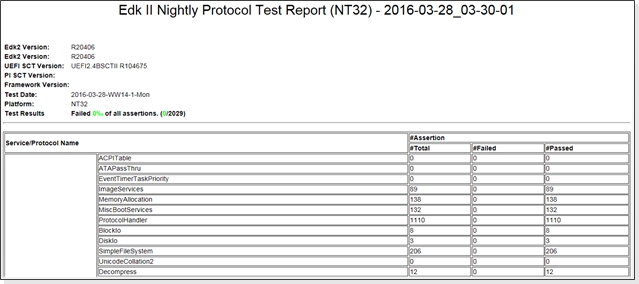 Edk II Nightly Protocol Test Report (NT32) - 2016-03-28_03-30-01
Edk2 Version: R20406
Edk2 Version: R20406
UEFI SCT Version: UEFI2.4BSCTII R104675
PI SCT Version:
Framework Version:
Test Date: 2016-03-28-WW14-1-Mon
Platform: NT32
Test Results Failed 0‰ of all assertions. (0/2029)
Service/Protocol Name #Assertion
#Total #Failed #Passed
ACPITable 0 0 0
ATAPassThru 0 0 0
EventTimerTaskPriority 0 0 0
ImageServices 89 0 89
MemoryAllocation 138 0 138
MiscBootServices 132 0 132
ProtocolHandler 1110 0 1110
BlockIo 8 0 8
DiskIo 3 0 3
SimpleFileSystem 206 0 206
UnicodeCollation2 0 0 0
Decompress 12 0 12